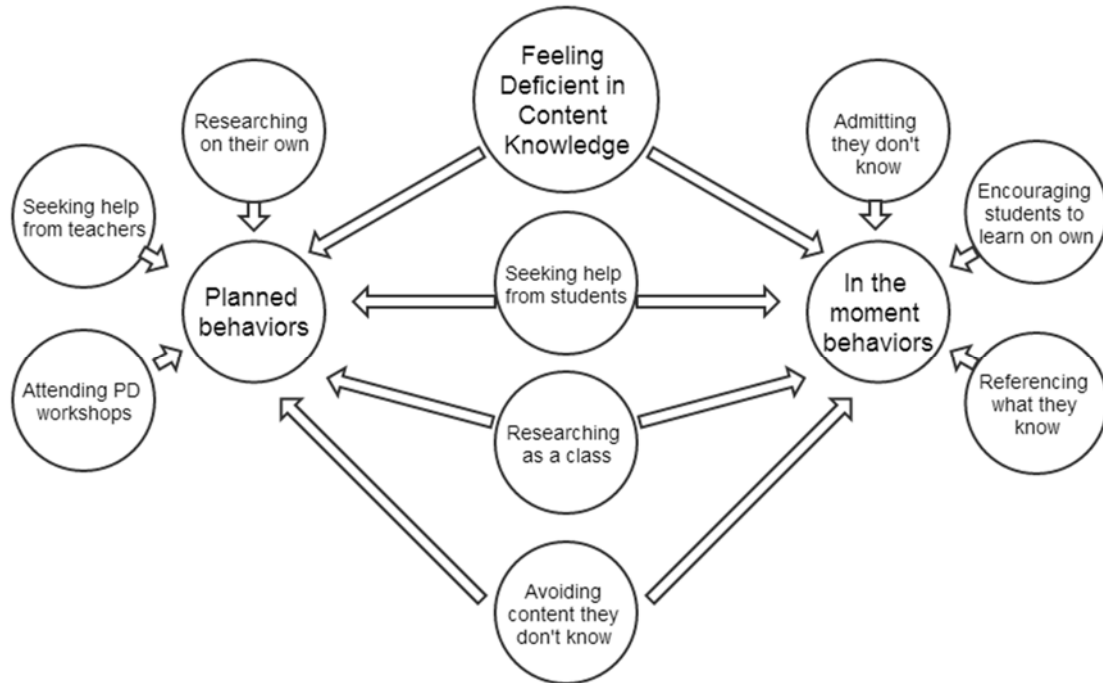 Feeling
Deficient in
Content
Knowledge
Researching
on their own
Admitting
they don't
know
Seeking help
from teachers
Encouraging
students to
learn on own
Planned
behaviors
Seeking help
from students
In the
moment
behaviors
Attending PD
workshops
Researching
as a class
Referencing
what they
know
Avoiding
content they
don't know